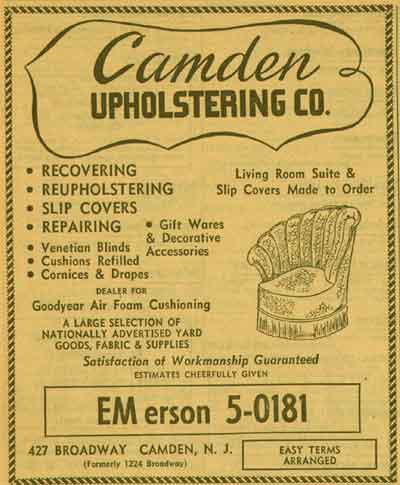 Camden
UPHOLSTERING CO.
• RECOVERING
• REUPHOLSTERING
• SLIP COVERS
• REPAIRING
• Venetian Blinds
• Cushions Refilled
• Cornices & Drapes
• Gift Wares
& Decorative
Accessories
Living Room Suite &
Slip Covers Made to Order
DEALER FOR
Goodyear Air Foam Cushioning
A LARGE SELECTION OF
NATIONALLY ADVERTISED YARD
GOODS, FABRIC & SUPPLIES
Satisfaction of Workmanship Guaranteed
ESTIMATES CHEERFULLY GIVEN
EM erson 5-0181
427 BROADWAY CAMDEN, N. J.
(Formerly 1224 Broadway)
EASY TERMS
ARRANGED